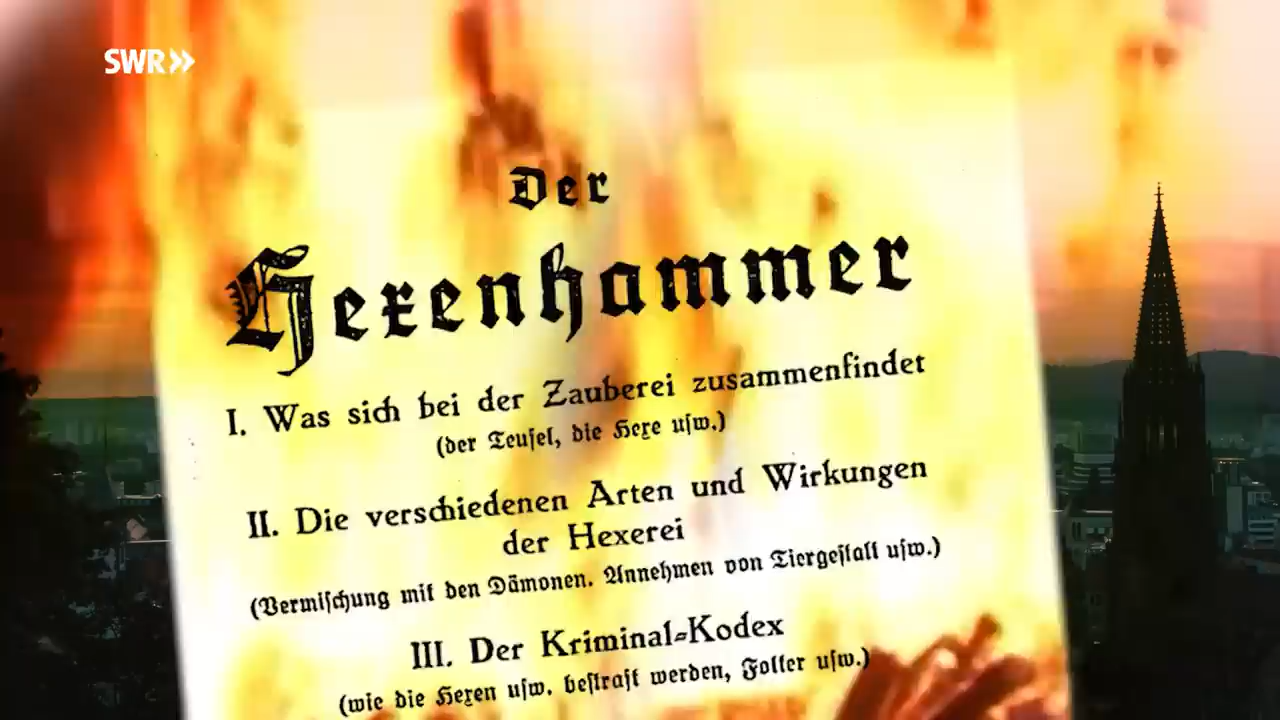 SWR»
Der
Hexenhammer
I. Was sich bei der Zauberei zusammenfindet
(der Teufel, die Hexe uſw.)
II. Die verschiedenen Arten und Wirkungen
der Hexerei
(Vermiſchung mit den Dämonen. Annehmen von Tiergeſtalt uſw.)
III. Der Kriminal-Kodex
(wie die Hexen uſw. beſtraft werden, Folter uſw.)